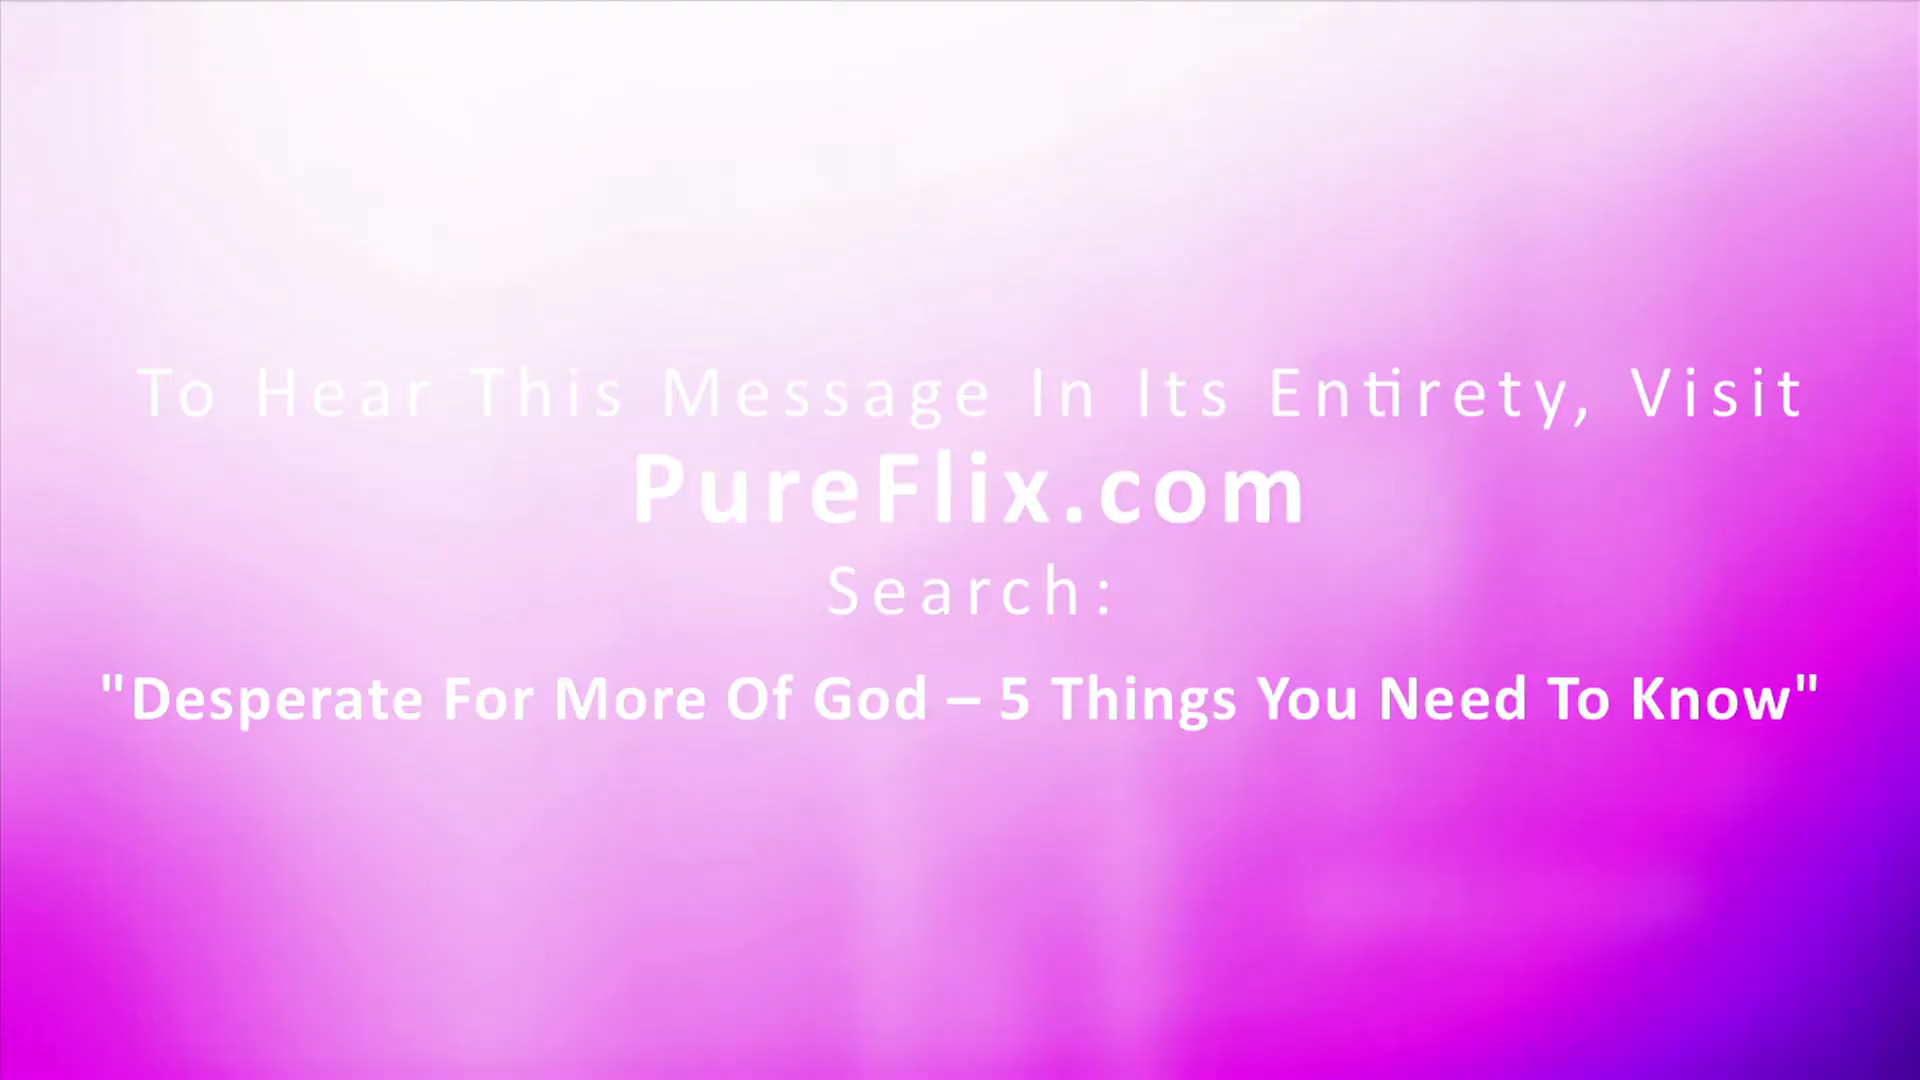 To Hear This Message In Its Entirety, Visit
PureFlix.com
Search:
"Desperate For More Of God – 5 Things You Need To Know"